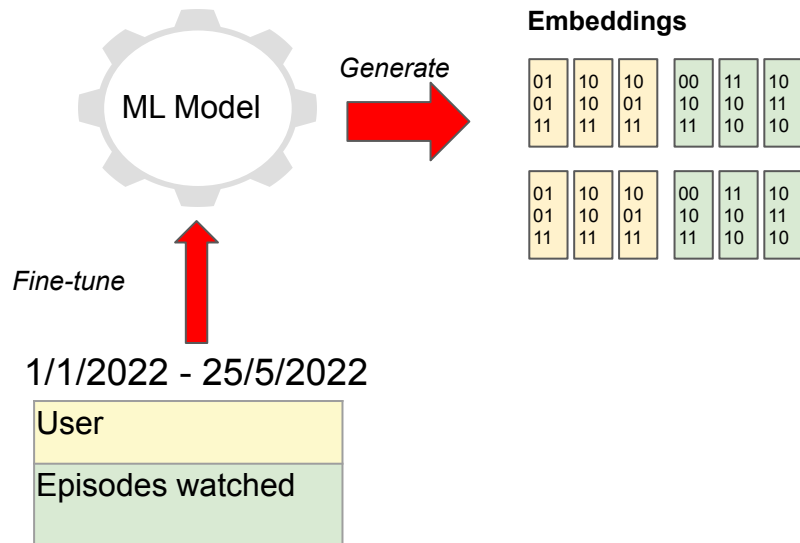 Embeddings
Generate
ML Model
01 10 10 00 11 10
01 10 01 10 10 11
11 11 11 11 10 10
01 10 10 00 11 10
01 10 01 10 10 11
11 11 11 11 10 10
Fine-tune
1/1/2022 - 25/5/2022
User
Episodes watched